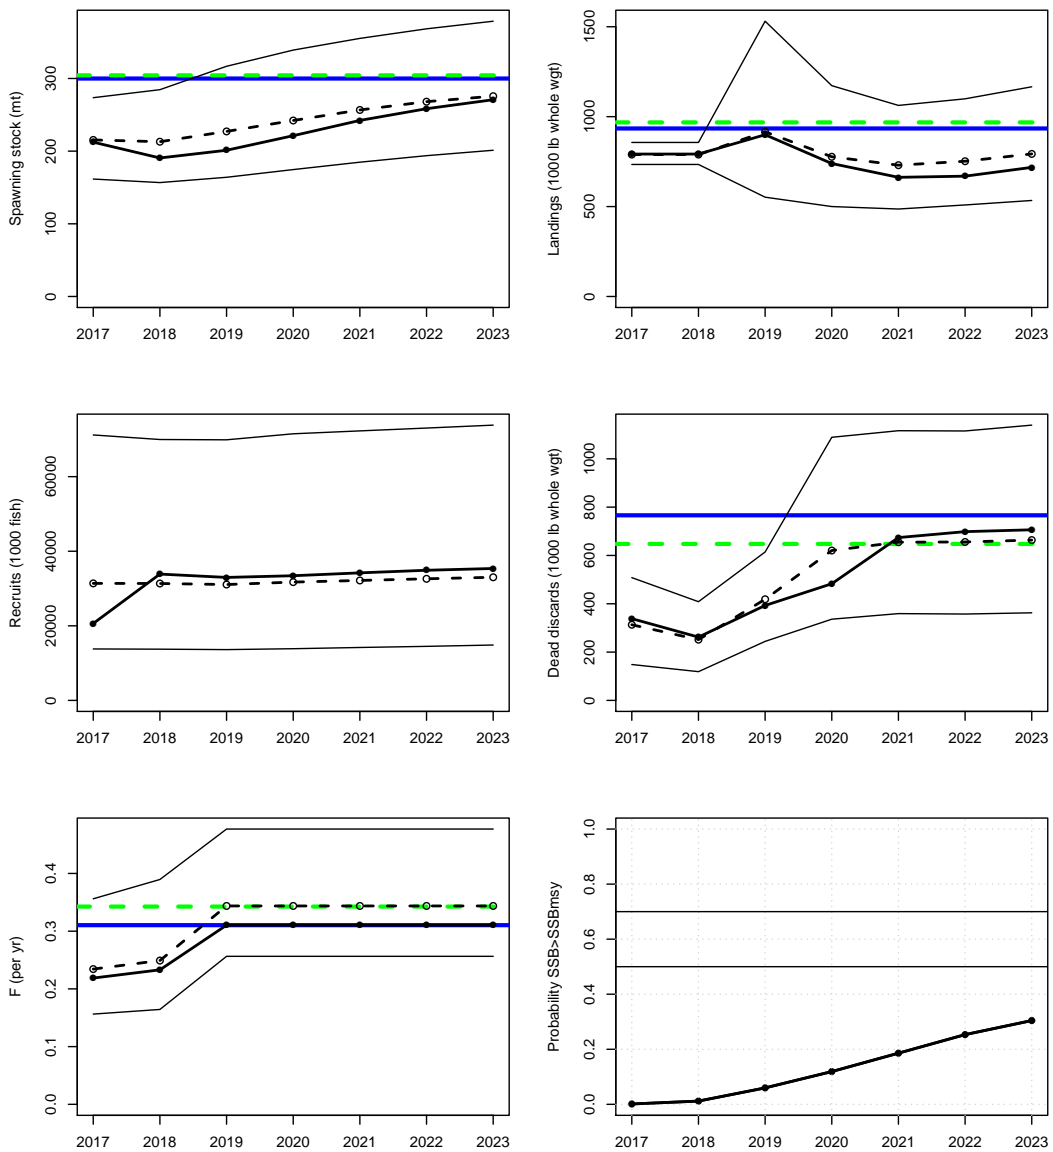 Spawning stock (mt)
300
200
100
0
2017 2018 2019 2020 2021 2022 2023
Landings (1000 lb whole wgt)
1500
1000
500
0
2017 2018 2019 2020 2021 2022 2023
Recruits (1000 fish)
60000
40000
20000
0
2017 2018 2019 2020 2021 2022 2023
Dead discards (1000 lb whole wgt)
1000
800
600
400
200
0
2017 2018 2019 2020 2021 2022 2023
F (per yr)
0.4
0.3
0.2
0.1
0.0
2017 2018 2019 2020 2021 2022 2023
Probability SSB>SSBmsy
1.0
0.8
0.6
0.4
0.2
0.0
2017 2018 2019 2020 2021 2022 2023